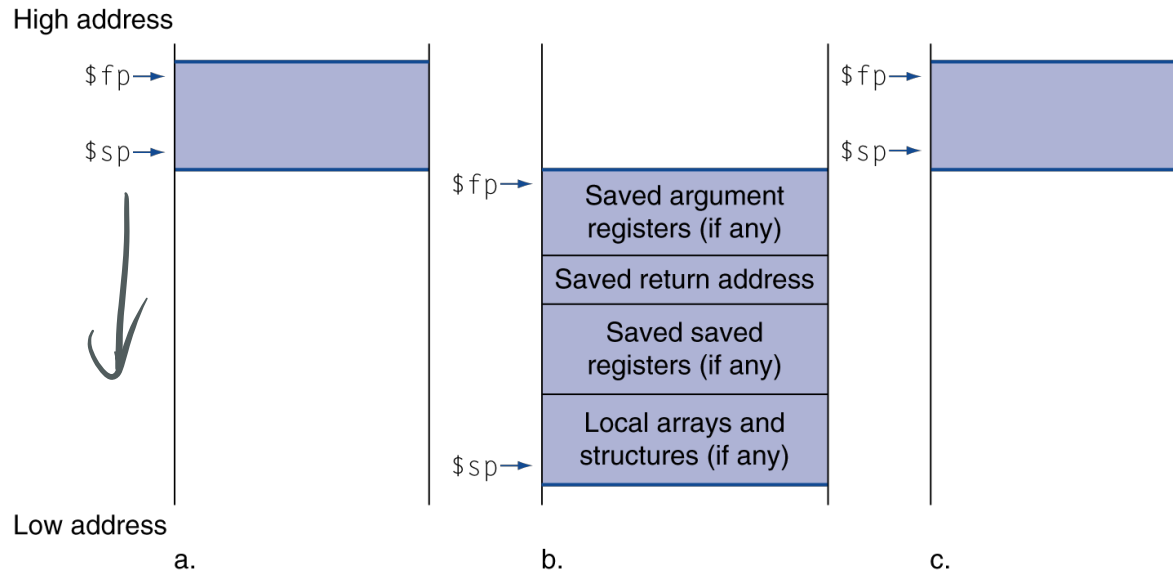 High address
$fp
$sp
$fp
Saved argument
registers (if any)
Saved return address
Saved saved
registers (if any)
Local arrays and
structures (if any)
$sp
$fp
$sp
Low address
a.
b.
c.